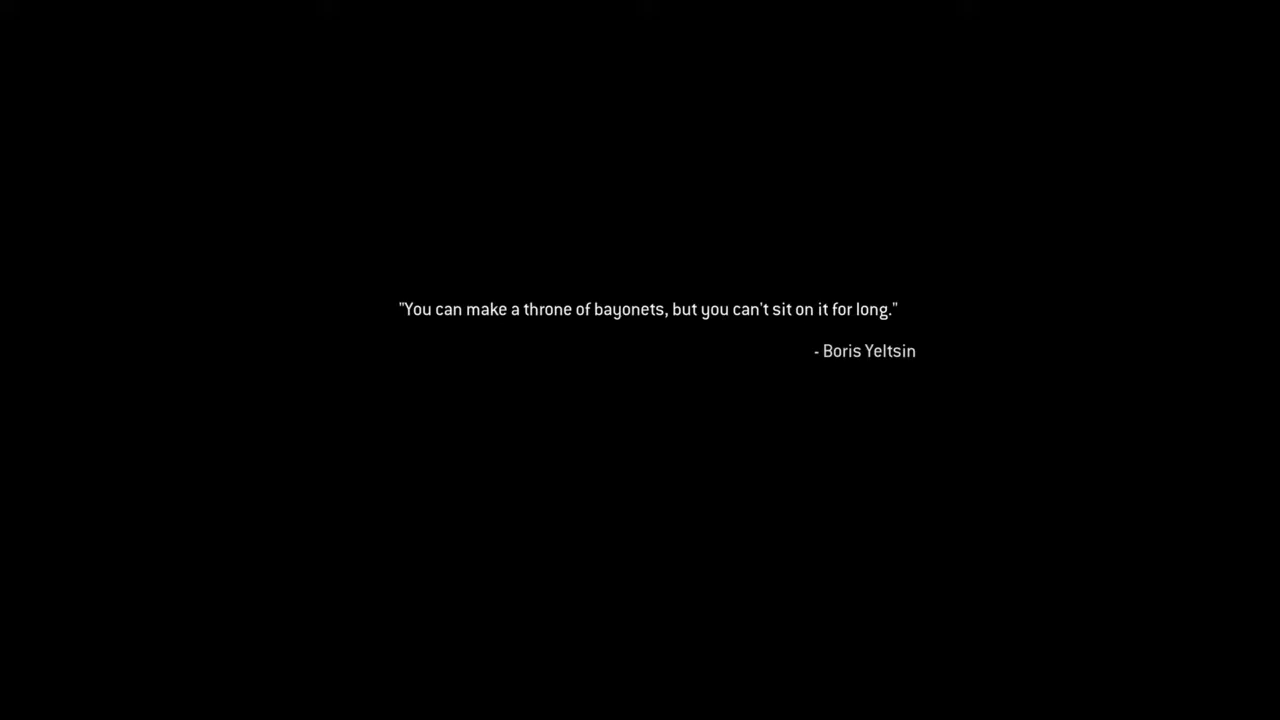 "You can make a throne of bayonets, but you can't sit on it for long."
- Boris Yeltsin